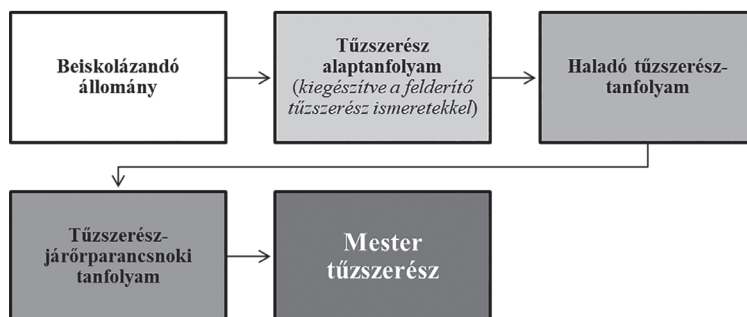 Beiskolázandó
állomány
Tűzszerész
alaptanfolyam
(kiegészítve a felderítő
tűzszerész ismeretekkel)
Haladó tűzszerész-
tanfolyam
Tűzszerész-
járőrparancsnoki
tanfolyam
Mester
tűzszerész